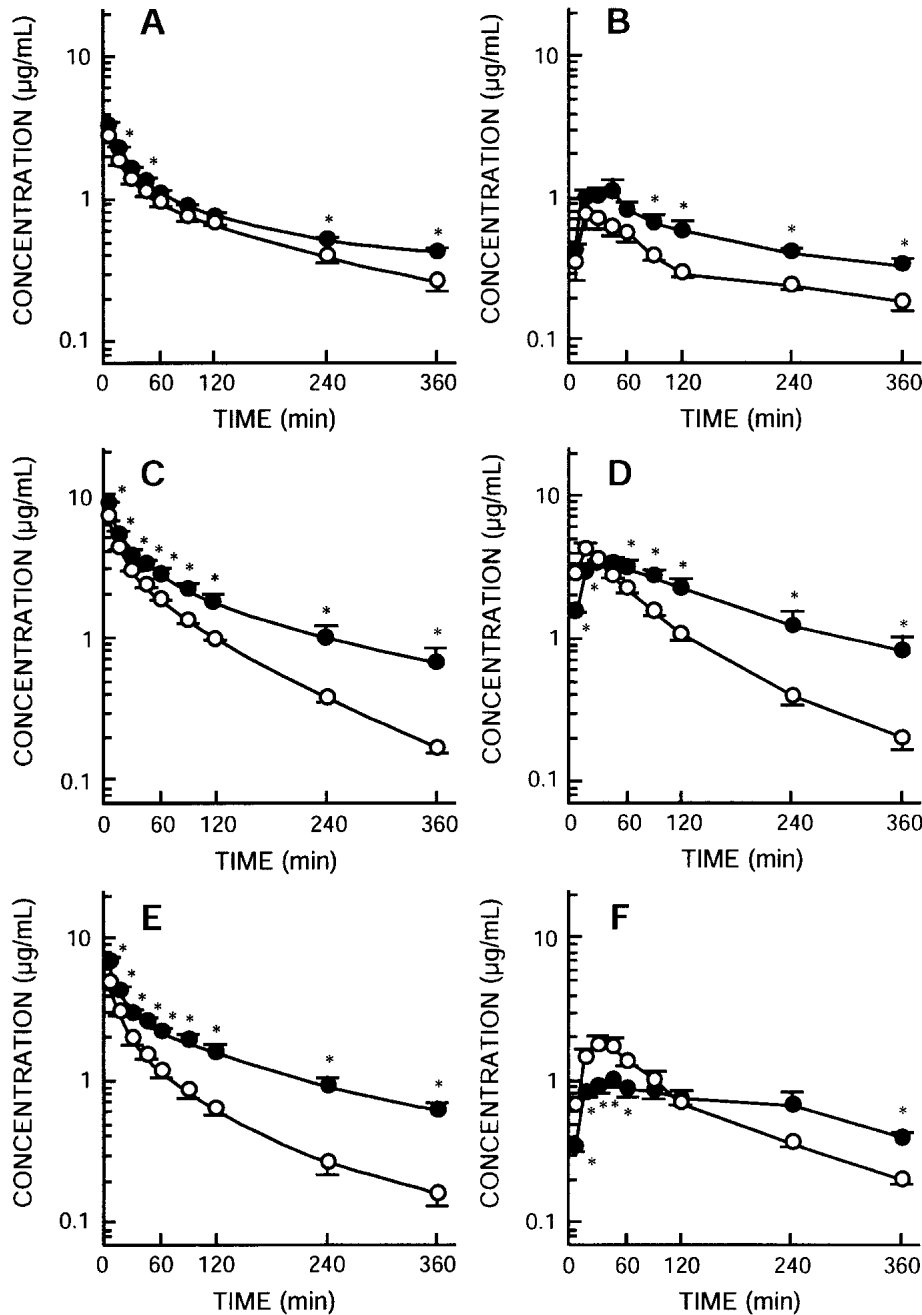 A
CONCENTRATION (µg/mL)
10
1
0.1
0 60 120 240 360
TIME (min)
* * * *
B
CONCENTRATION (µg/mL)
10
1
0.1
0 60 120 240 360
TIME (min)
* * * *
C
CONCENTRATION (µg/mL)
10
1
0.1
0 60 120 240 360
TIME (min)
* * * * * * * * *
D
CONCENTRATION (µg/mL)
10
1
0.1
0 60 120 240 360
TIME (min)
* * * * * * *
E
CONCENTRATION (µg/mL)
10
1
0.1
0 60 120 240 360
TIME (min)
* * * * * * * * *
F
CONCENTRATION (µg/mL)
10
1
0.1
0 60 120 240 360
TIME (min)
* * * * * *